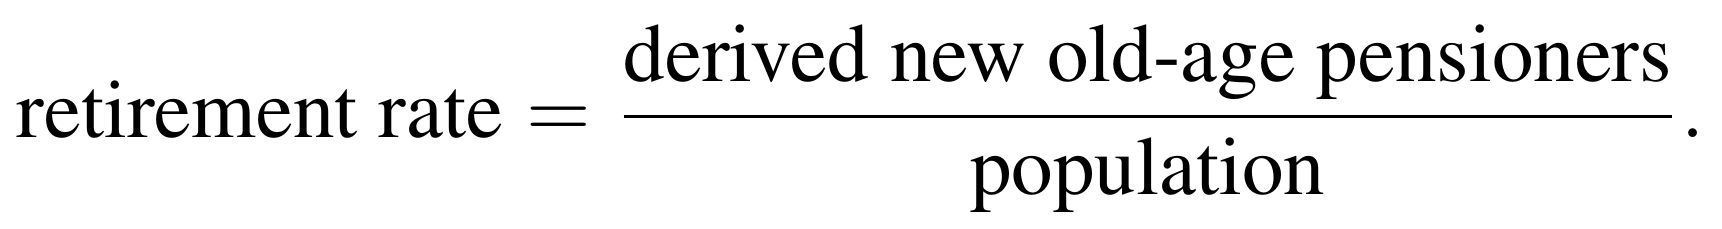 derived new old-age pensioners
retirement rate = .
population